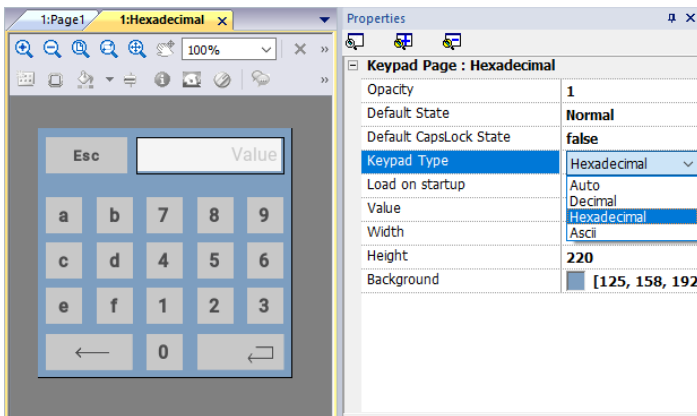 1:Page1
1:Hexadecimal
100%
Esc
Value
a b 7 8 9
c d 4 5 6
e f 1 2 3
0
Properties
Keypad Page : Hexadecimal
Opacity 1
Default State Normal
Default CapsLock State false
Keypad Type Hexadecimal
Load on startup
Auto
Decimal
Hexadecimal
Ascii
Value
Width
Height 220
Background [125, 158, 192